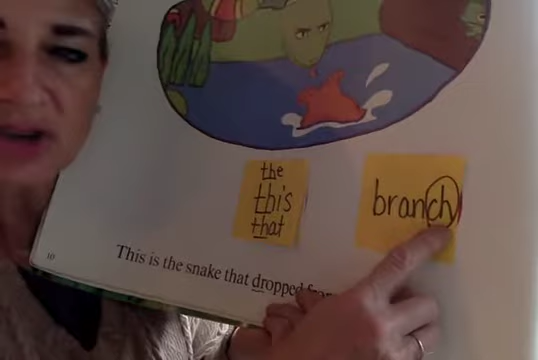 the
this
that
branch
10
This is the snake that dropped from